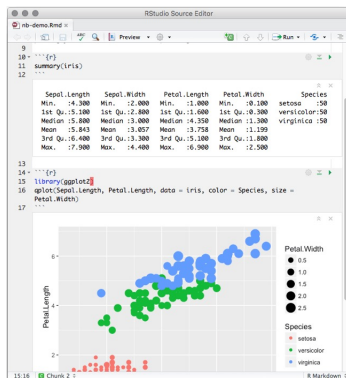 RStudio Source Editor
nb-demo.Rmd ×
ABC Preview Run
9
10 ```{r}
11 summary(iris)
12 ```
Sepal.Length Sepal.Width Petal.Length Petal.Width Species
Min. :4.300 Min. :2.000 Min. :1.000 Min. :0.100 setosa :50
1st Qu.:5.100 1st Qu.:2.800 1st Qu.:1.600 1st Qu.:0.300 versicolor:50
Median :5.800 Median :3.000 Median :4.350 Median :1.300 virginica :50
Mean :5.843 Mean :3.057 Mean :3.758 Mean :1.199
3rd Qu.:6.400 3rd Qu.:3.300 3rd Qu.:5.100 3rd Qu.:1.800
Max. :7.900 Max. :4.400 Max. :6.900 Max. :2.500
13
14 ```{r}
15 library(ggplot2)
16 qplot(Sepal.Length, Petal.Length, data = iris, color = Species, size =
Petal.Width)
17 ```
Petal.Length
6
4
2
Petal.Width
0.5
1.0
1.5
2.0
2.5
Species
setosa
versicolor
virginica
15:16 Chunk 2 R Markdown